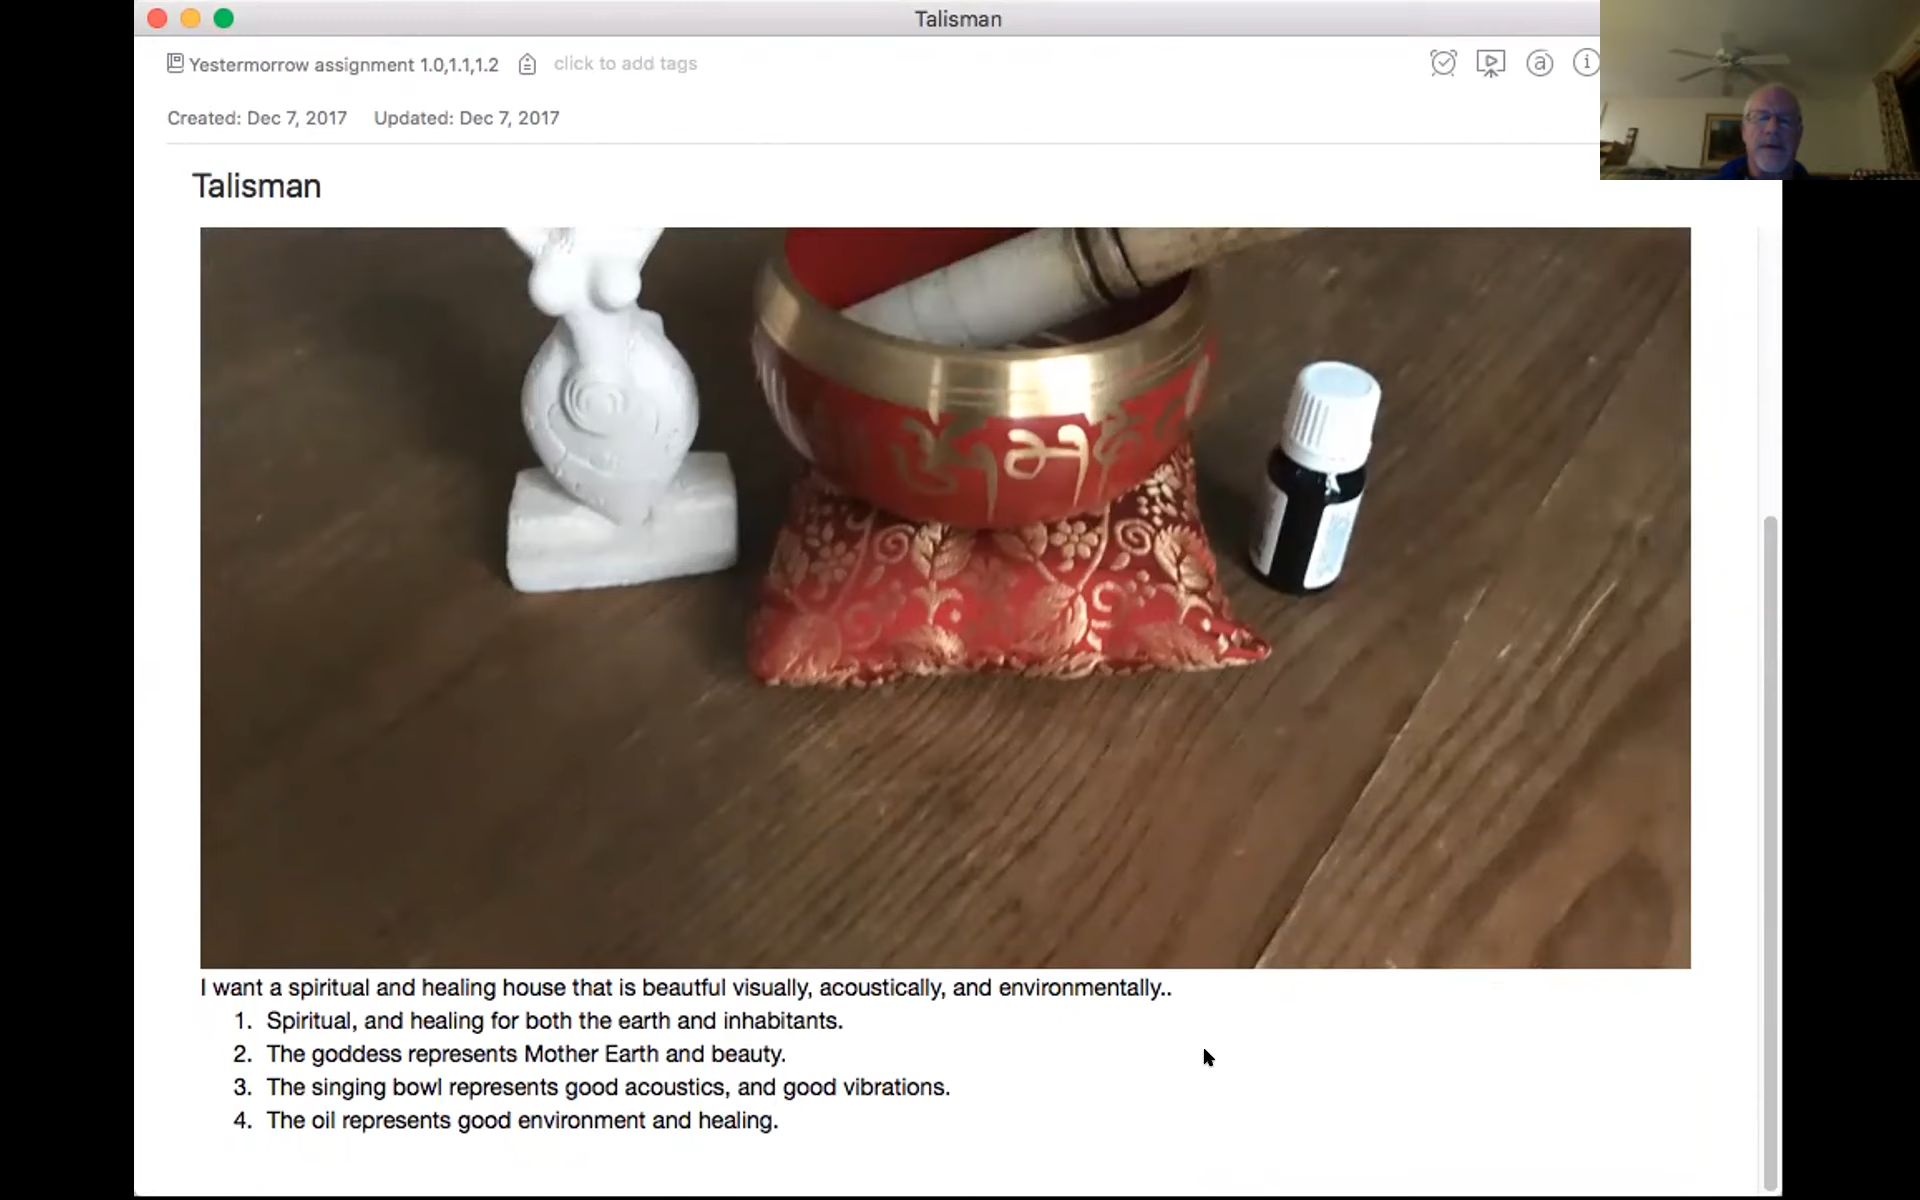 Talisman
Yestermorrow assignment 1.0,1.1,1.2 click to add tags
Created: Dec 7, 2017 Updated: Dec 7, 2017
Talisman
I want a spiritual and healing house that is beautful visually, acoustically, and environmentally..
1. Spiritual, and healing for both the earth and inhabitants.
2. The goddess represents Mother Earth and beauty.
3. The singing bowl represents good acoustics, and good vibrations.
4. The oil represents good environment and healing.